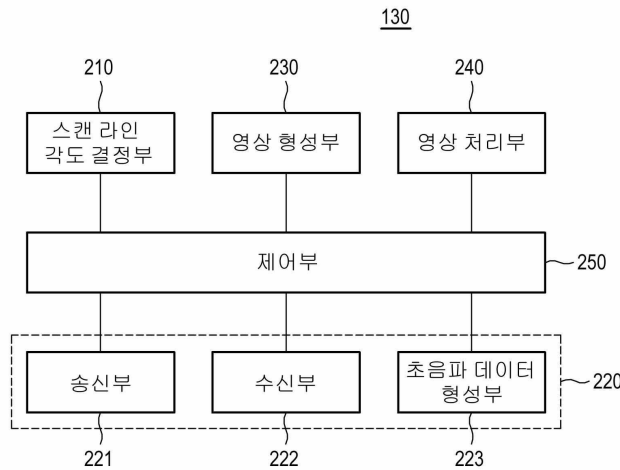 130
210
230
240
스캔 라인
각도 결정부
영상 형성부
영상 처리부
제어부
250
송신부
수신부
초음파 데이터
형성부
220
221
222
223